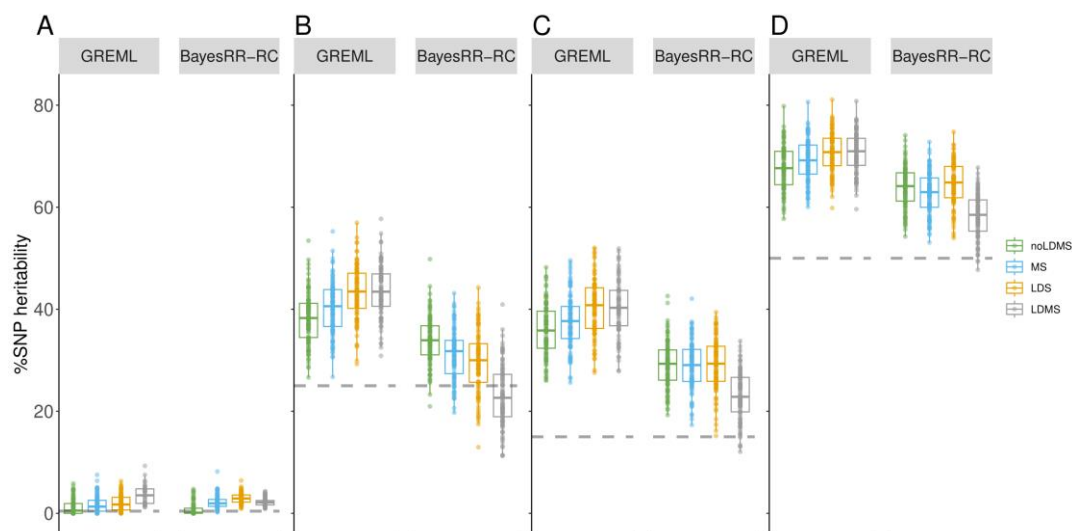 A B C D
GREML BayesRR−RC GREML BayesRR−RC GREML BayesRR−RC GREML BayesRR−RC
%SNP heritability
80
60
40
20
0
noLDMS
MS
LDS
LDMS